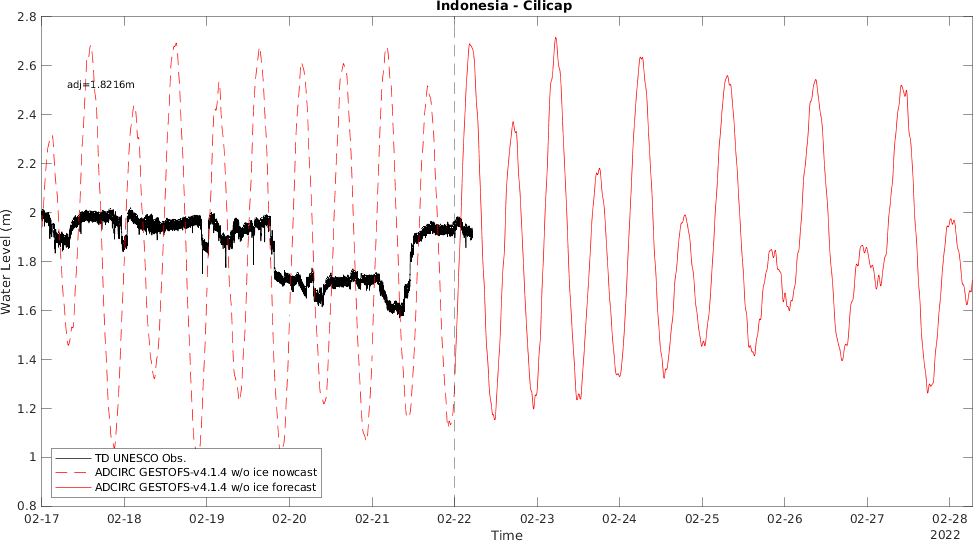 Indonesia - Cilicap
2.8
2.6
2.4
2.2
2
1.8
1.6
1.4
1.2
1
0.8
Water Level (m)
adj=1.8216m
TD UNESCO Obs.
ADCIRC GESTOFS-v4.1.4 w/o ice nowcast
ADCIRC GESTOFS-v4.1.4 w/o ice forecast
02-17 02-18 02-19 02-20 02-21 02-22 02-23 02-24 02-25 02-26 02-27 02-28
2022
Time